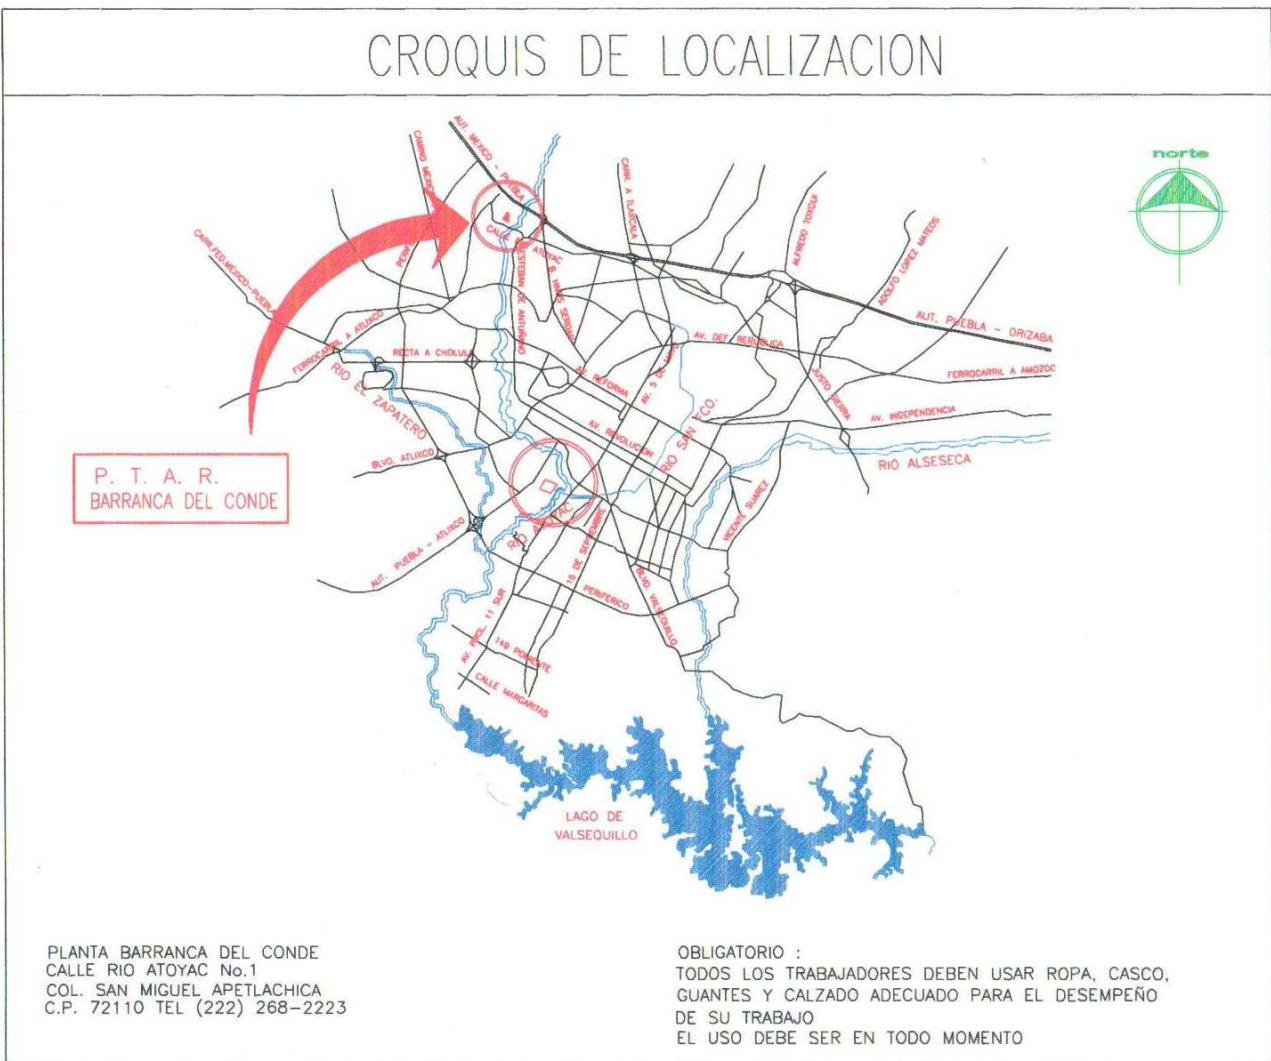 CROQUIS DE LOCALIZACION
norte
AUT. MEXICO - PUEBLA
CAMINO MEXICO
CARR. A TLAXCALA
ALFREDO TOXQUI
ADOLFO LOPEZ MATEOS
CARR.FED.MEXICO-PUEBLA
CALLE R. ATOYAC
ESTEBAN DE ANTUÑANO
H HNOS SERDAN
AUT. PUEBLA - ORIZABA
FERROCARRIL A ATLIXCO
RECTA A CHOLULA
AV. DEF. REPUBLICA
FERROCARRIL A AMOZOC
RIO EL ZAPATERO
AV. REFORMA
AV. 5 DE MAYO
JUSTO SIERRA
AV. INDEPENDENCIA
AV. REVOLUCION
RIO SAN FCO.
RIO ALSESECA
BLVD. ATLIXCO
P. T. A. R.
BARRANCA DEL CONDE
RIO ATOYAC
VICENTE SUAREZ
AUT. PUEBLA - ATLIXCO
16 DE SEPTIEMBRE
PERIFERICO
BLVD. VALSEQUILLO
AV. PROL. 11 SUR
149 PONIENTE
CALLE MARGARITAS
LAGO DE
VALSEQUILLO
PLANTA BARRANCA DEL CONDE
CALLE RIO ATOYAC No.1
COL. SAN MIGUEL APETLACHICA
C.P. 72110 TEL (222) 268-2223
OBLIGATORIO :
TODOS LOS TRABAJADORES DEBEN USAR ROPA, CASCO,
GUANTES Y CALZADO ADECUADO PARA EL DESEMPEÑO
DE SU TRABAJO
EL USO DEBE SER EN TODO MOMENTO